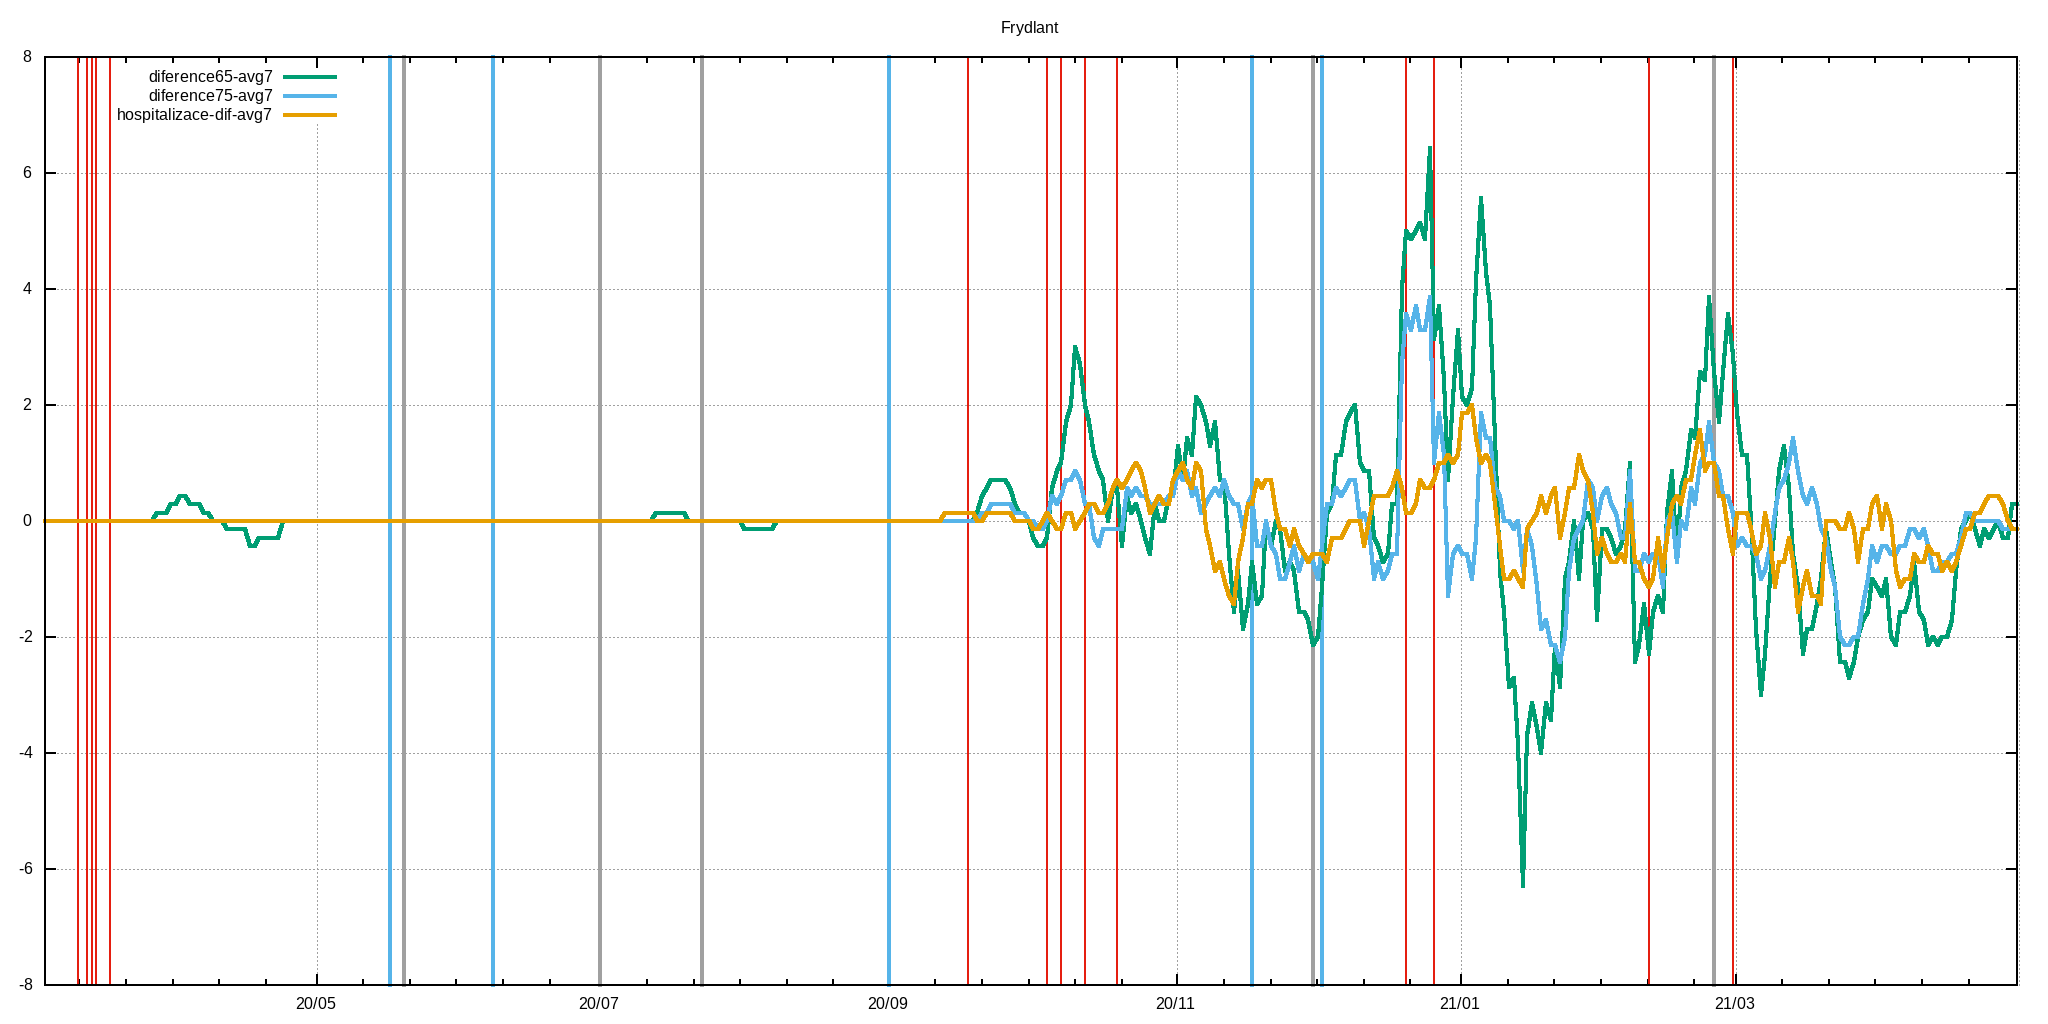 Frydlant
diference65-avg7
diference75-avg7
hospitalizace-dif-avg7
8
6
4
2
0
-2
-4
-6
-8
20/05 20/07 20/09 20/11 21/01 21/03